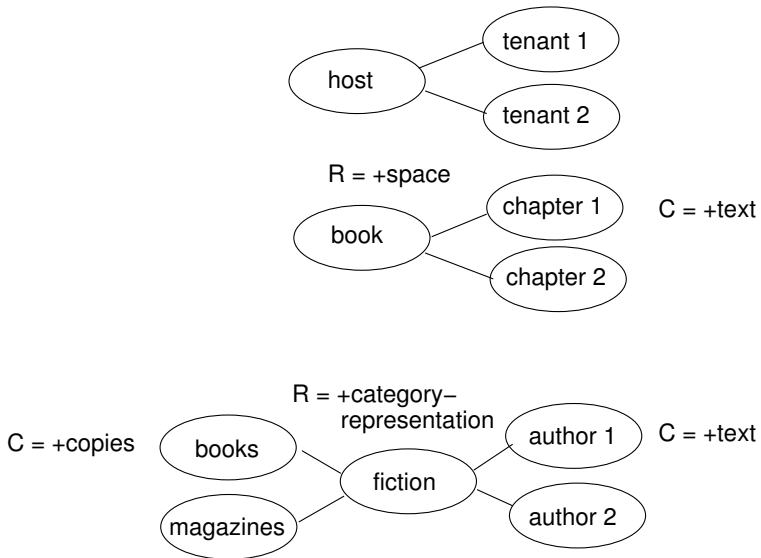 tenant 1
host
tenant 2
R = +space
chapter 1
C = +text
book
chapter 2
R = +category−
representation
C = +copies
books
author 1
C = +text
fiction
magazines
author 2